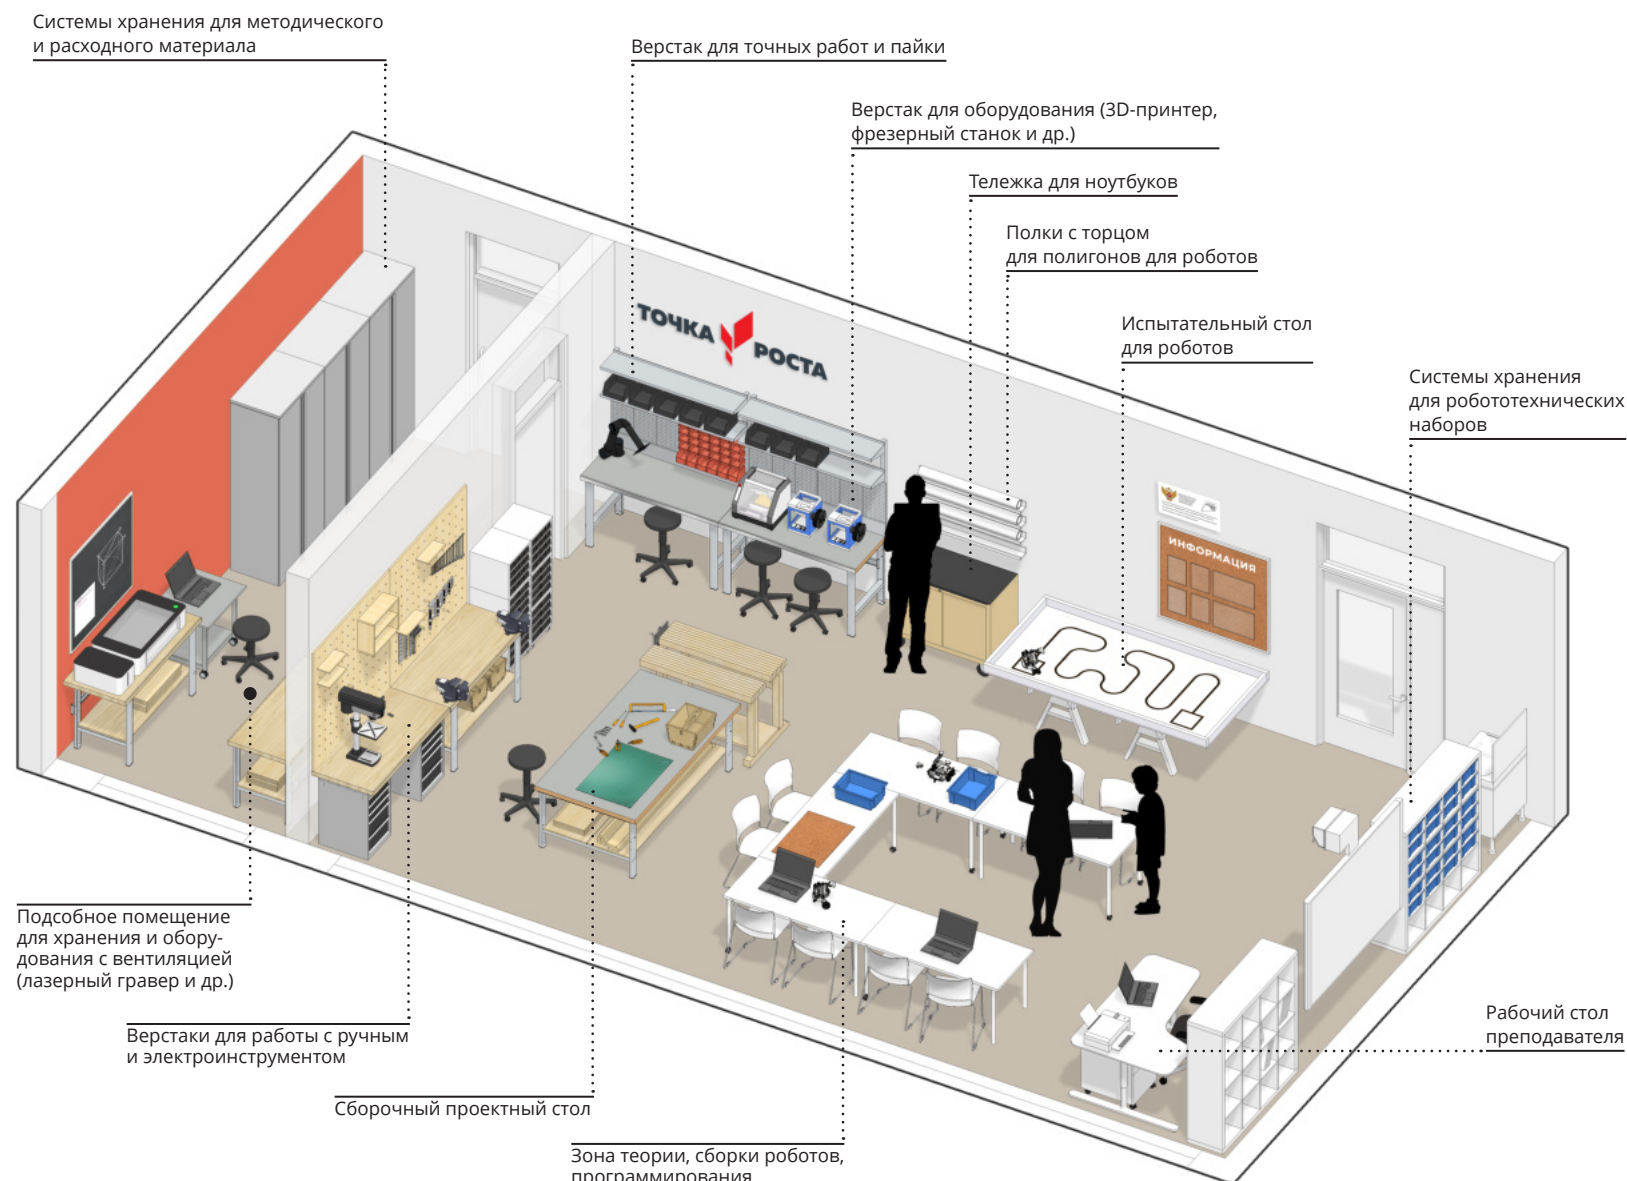 Системы хранения для методического
и расходного материала
Верстак для точных работ и пайки
Верстак для оборудования (3D-принтер,
фрезерный станок и др.)
Тележка для ноутбуков
Полки с торцом
для полигонов для роботов
Испытательный стол
для роботов
Системы хранения
для робототехнических
наборов
ТОЧКА
РОСТА
ИНФОРМАЦИЯ
Подсобное помещение
для хранения и обору-
дования с вентиляцией
(лазерный гравер и др.)
Верстаки для работы с ручным
и электроинструментом
Сборочный проектный стол
Зона теории, сборки роботов,
программирования
Рабочий стол
преподавателя